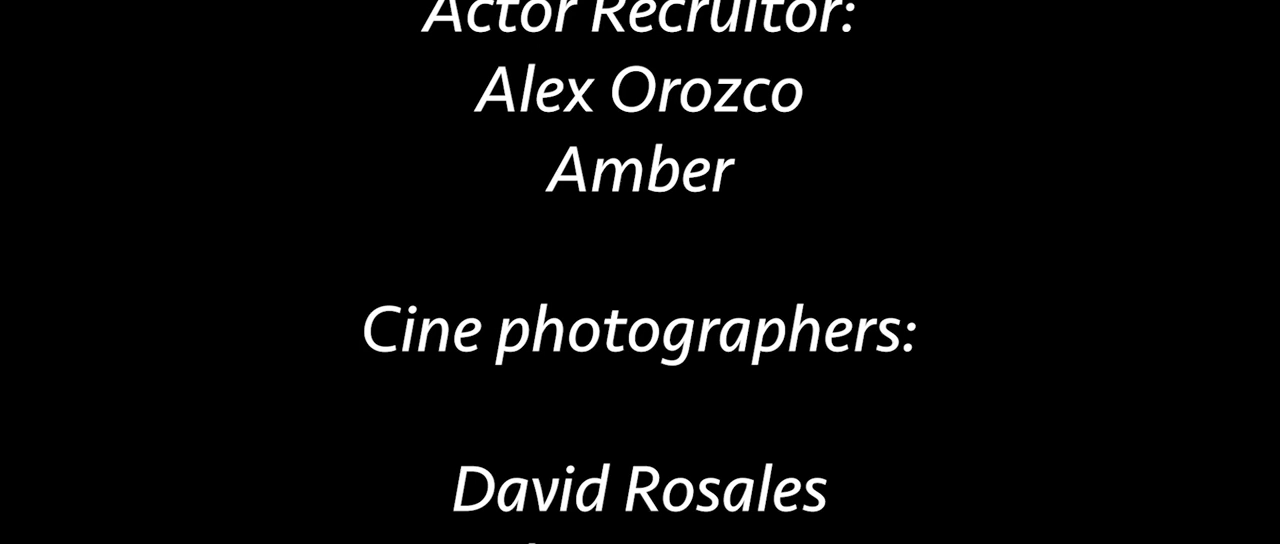 Actor Recruitor:
Alex Orozco
Amber
Cine photographers:
David Rosales